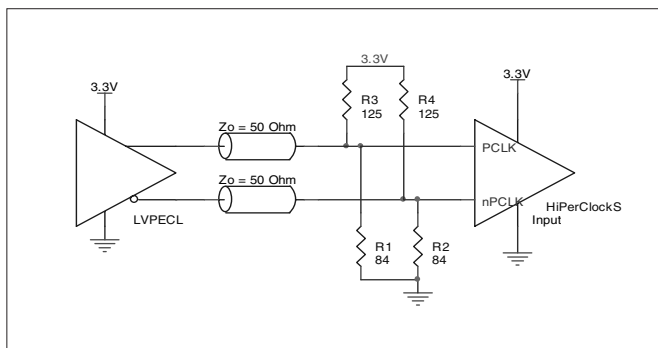 3.3V
3.3V
3.3V
R3
125
R4
125
Zo = 50 Ohm
PCLK
Zo = 50 Ohm
nPCLK
HiPerClockS
Input
LVPECL
R1
84
R2
84